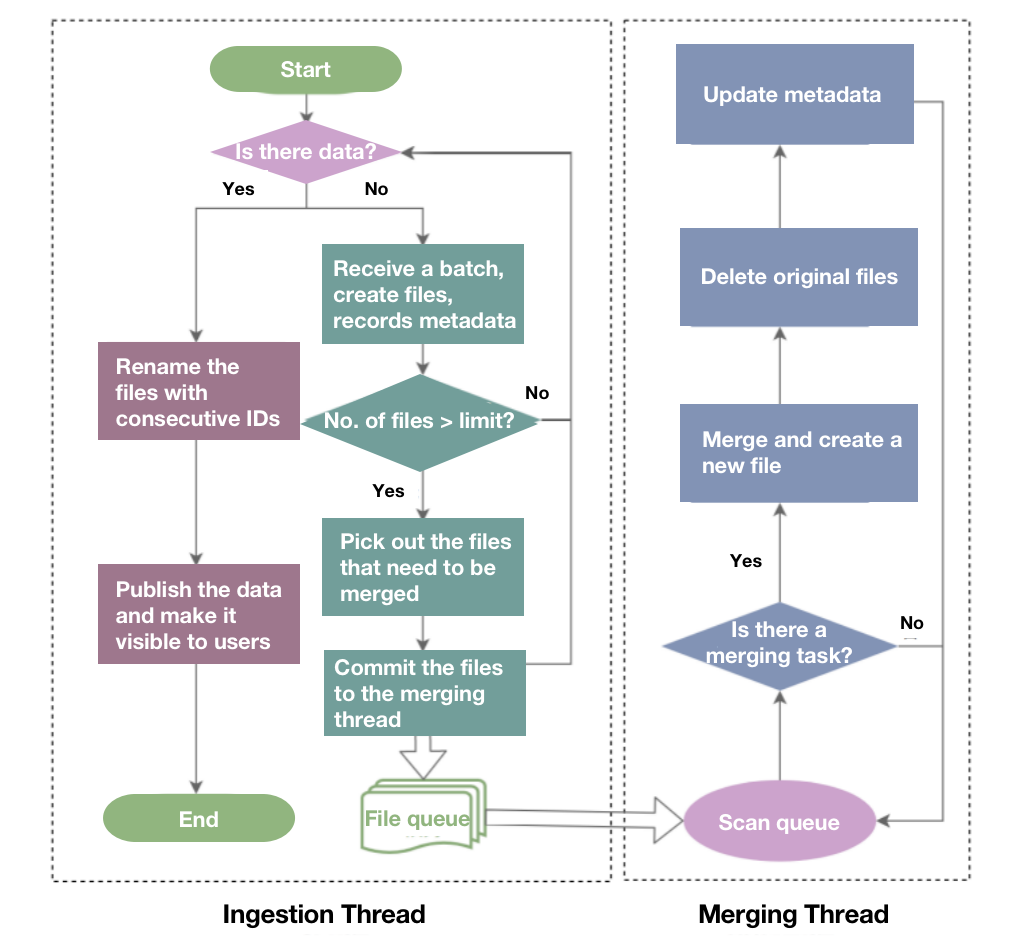 Start
Is there data?
Yes
No
Receive a batch,
create files,
records metadata
Rename the
files with
consecutive IDs
No. of files > limit?
No
Yes
Pick out the files
that need to be
merged
Publish the data
and make it
visible to users
Commit the files
to the merging
thread
End
File queue
Ingestion Thread
Update metadata
Delete original files
Merge and create a
new file
Yes
Is there a
merging task?
No
Scan queue
Merging Thread